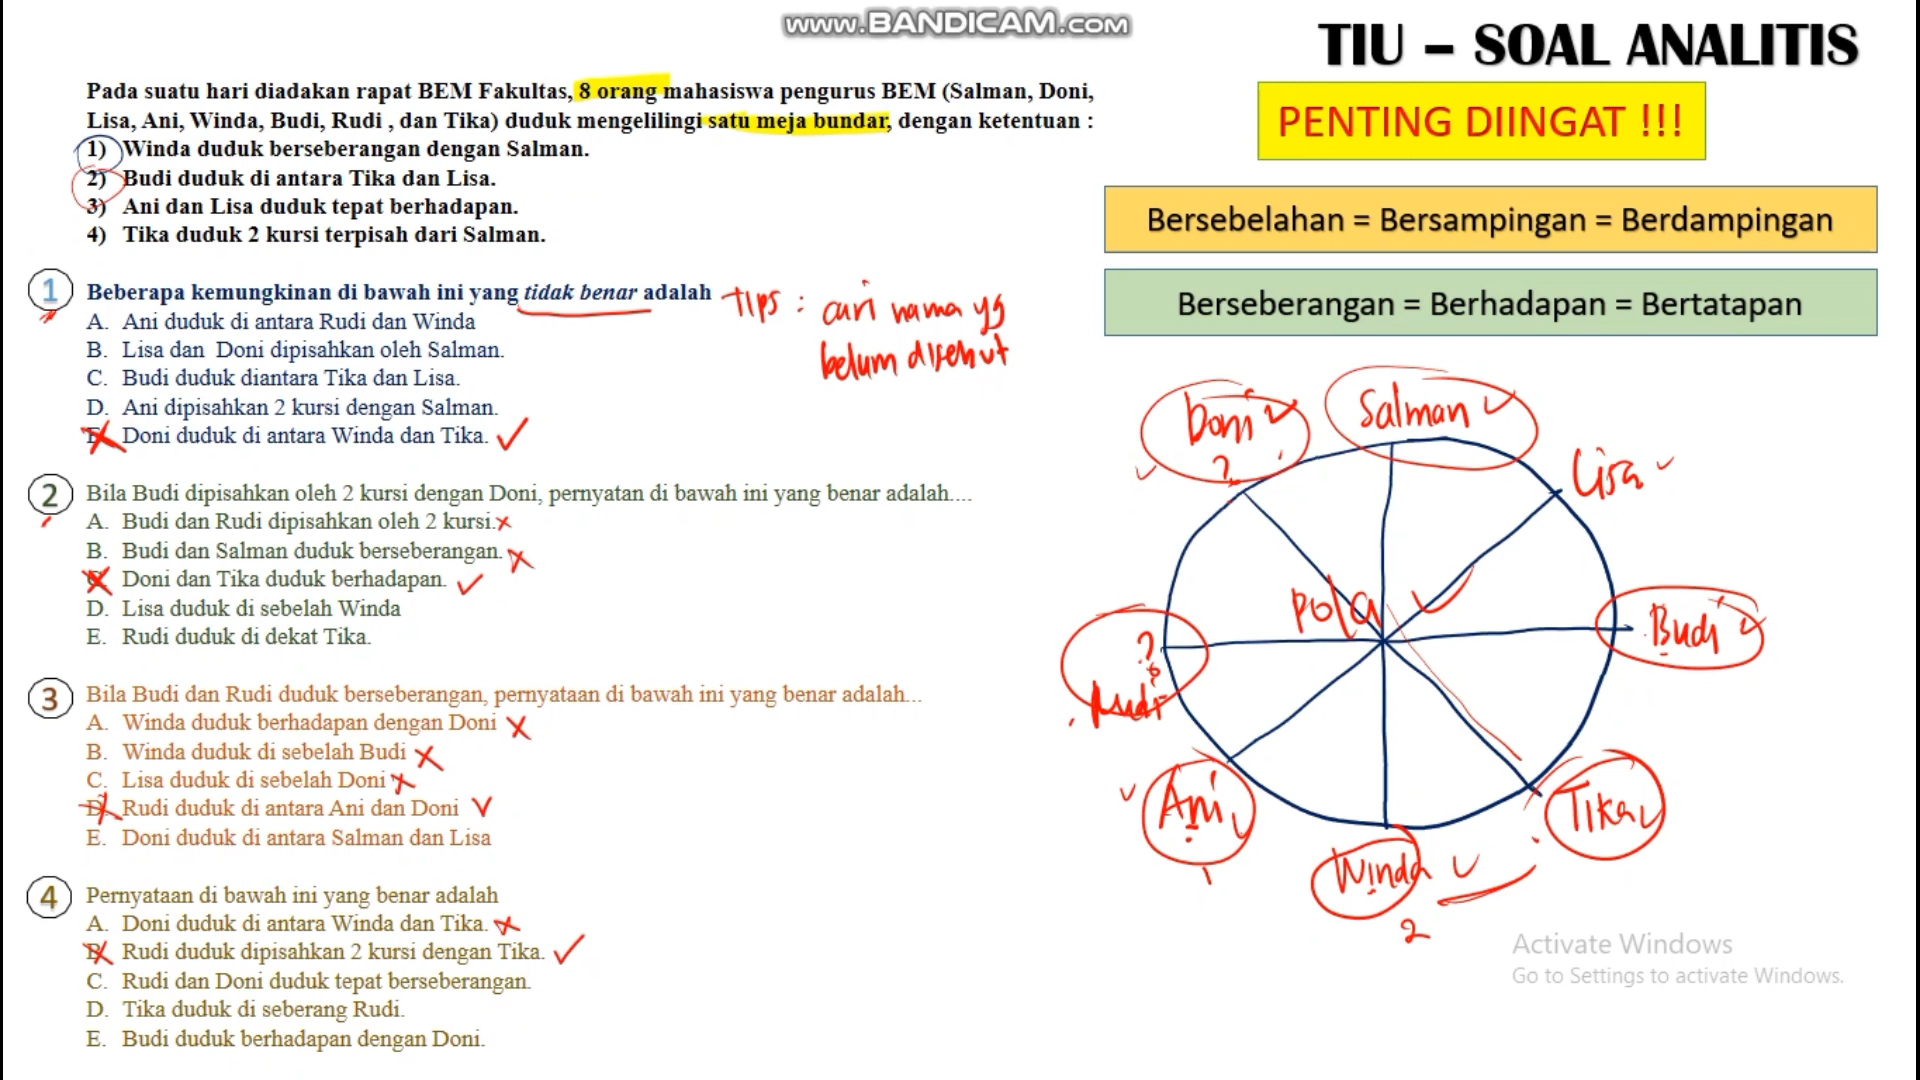 www.BANDICAM.com
TIU – SOAL ANALITIS
PENTING DIINGAT !!!
Bersebelahan = Bersampingan = Berdampingan
Berseberangan = Berhadapan = Bertatapan
Pada suatu hari diadakan rapat BEM Fakultas, 8 orang mahasiswa pengurus BEM (Salman, Doni,
Lisa, Ani, Winda, Budi, Rudi , dan Tika) duduk mengelilingi satu meja bundar, dengan ketentuan :
1) Winda duduk berseberangan dengan Salman.
2) Budi duduk di antara Tika dan Lisa.
3) Ani dan Lisa duduk tepat berhadapan.
4) Tika duduk 2 kursi terpisah dari Salman.
1 Beberapa kemungkinan di bawah ini yang tidak benar adalah
A. Ani duduk di antara Rudi dan Winda
B. Lisa dan Doni dipisahkan oleh Salman.
C. Budi duduk diantara Tika dan Lisa.
D. Ani dipisahkan 2 kursi dengan Salman.
E. Doni duduk di antara Winda dan Tika.
Tips : cari nama yg
belum disebut
2 Bila Budi dipisahkan oleh 2 kursi dengan Doni, pernyatan di bawah ini yang benar adalah....
A. Budi dan Rudi dipisahkan oleh 2 kursi.
B. Budi dan Salman duduk berseberangan.
C. Doni dan Tika duduk berhadapan.
D. Lisa duduk di sebelah Winda
E. Rudi duduk di dekat Tika.
3 Bila Budi dan Rudi duduk berseberangan, pernyataan di bawah ini yang benar adalah...
A. Winda duduk berhadapan dengan Doni
B. Winda duduk di sebelah Budi
C. Lisa duduk di sebelah Doni
D. Rudi duduk di antara Ani dan Doni
E. Doni duduk di antara Salman dan Lisa
4 Pernyataan di bawah ini yang benar adalah
A. Doni duduk di antara Winda dan Tika.
B. Rudi duduk dipisahkan 2 kursi dengan Tika.
C. Rudi dan Doni duduk tepat berseberangan.
D. Tika duduk di seberang Rudi.
E. Budi duduk berhadapan dengan Doni.
Doni
?
Salman
Lisa
Pola
Budi
?
Rudi
Ani
1
Winda
2
Tika
Activate Windows
Go to Settings to activate Windows.